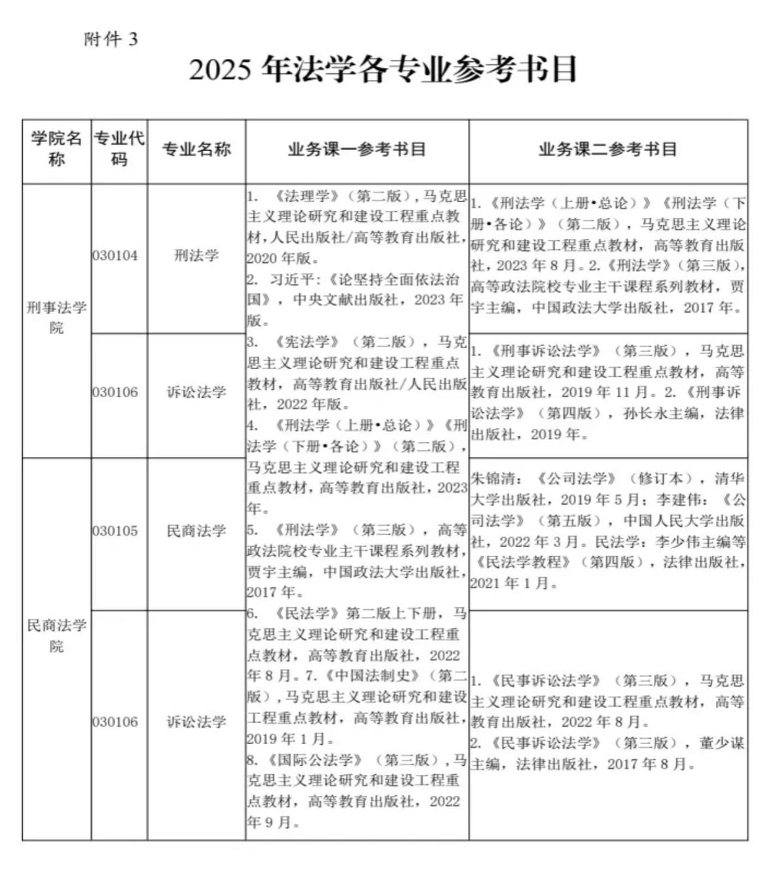 附件 3
2025 年法学各专业参考书目
学院名
称
专业代
码
专业名称
业务课一参考书目
业务课二参考书目
刑事法学
院
030104
刑法学
1. 《法理学》（第二版）,马克思
主义理论研究和建设工程重点教
材,人民出版社/高等教育出版社,
2020 年版。
2. 习近平:《论坚持全面依法治
国》，中央文献出版社，2023 年
版。
3. 《宪法学》（第二版），马克
思主义理论研究和建设工程重点
教材，高等教育出版社/人民出版
社，2022 年版。
4. 《刑法学（上册•总论）》《刑
法学（下册•各论）》（第二版）,
马克思主义理论研究和建设工程
重点教材，高等教育出版社，2023
年。
5. 《刑法学》（第三版），高等
政法院校专业主干课程系列教材,
贾宇主编，中国政法大学出版社,
2017 年。
6. 《民法学》第二版上下册，马
克思主义理论研究和建设工程重
点教材，高等教育出版社，2022
年 8 月。7.《中国法制史》（第二
版）,马克思主义理论研究和建设
工程重点教材，高等教育出版社,
2019 年 1 月。
8. 《国际公法学》（第三版）,马
克思主义理论研究和建设工程重
点教材，高等教育出版社，2022
年 9 月。
1.《刑法学（上册•总论）》《刑法学（下
册•各论）》（第二版），马克思主义理论
研究和建设工程重点教材，高等教育出版
社，2023 年 8 月。2.《刑法学》（第三版）,
高等政法院校专业主干课程系列教材，贾
宇主编，中国政法大学出版社，2017 年。
030106
诉讼法学
1. 《刑事诉讼法学》（第三版），马克思
主义理论研究和建设工程重点教材，高等
教育出版社，2019 年 11 月。2. 《刑事诉
讼法学》（第四版），孙长永主编，法律
出版社，2019 年。
民商法学
院
030105
民商法学
朱锦清：《公司法学》（修订本），清华
大学出版社，2019 年 5 月；李建伟：《公
司法学》（第五版），中国人民大学出版
社，2022 年 3 月。民法学：李少伟主编等
《民法学教程》（第四版），法律出版社,
2021 年 1 月。
030106
诉讼法学
1. 《民事诉讼法学》（第三版），马克思
主义理论研究和建设工程重点教材，高等
教育出版社，2022 年 8 月。
2. 《民事诉讼法学》（第三版），董少谋
主编，法律出版社，2017 年 8 月。